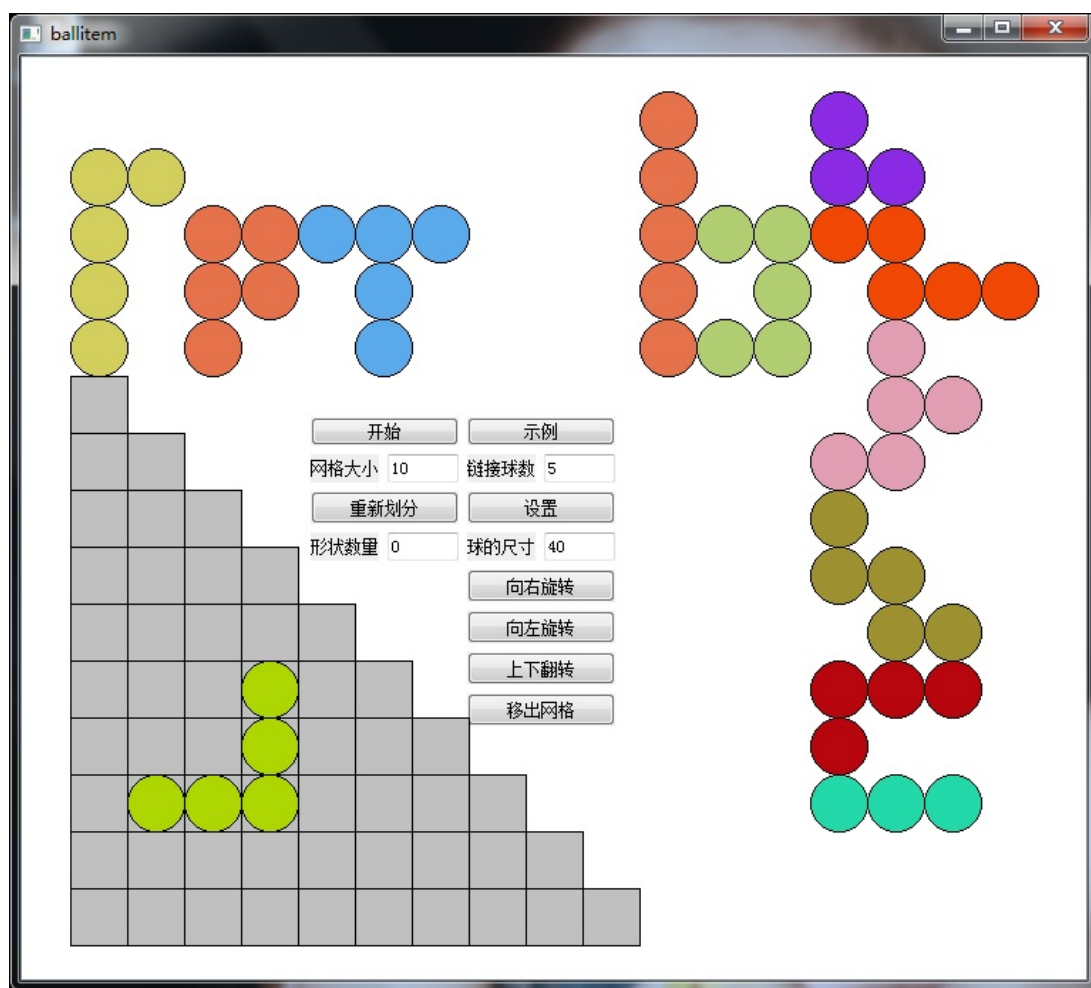 ballitem
开始 示例
网格大小 10 链接球数 5
重新划分 设置
形状数量 0 球的尺寸 40
向右旋转
向左旋转
上下翻转
移出网格